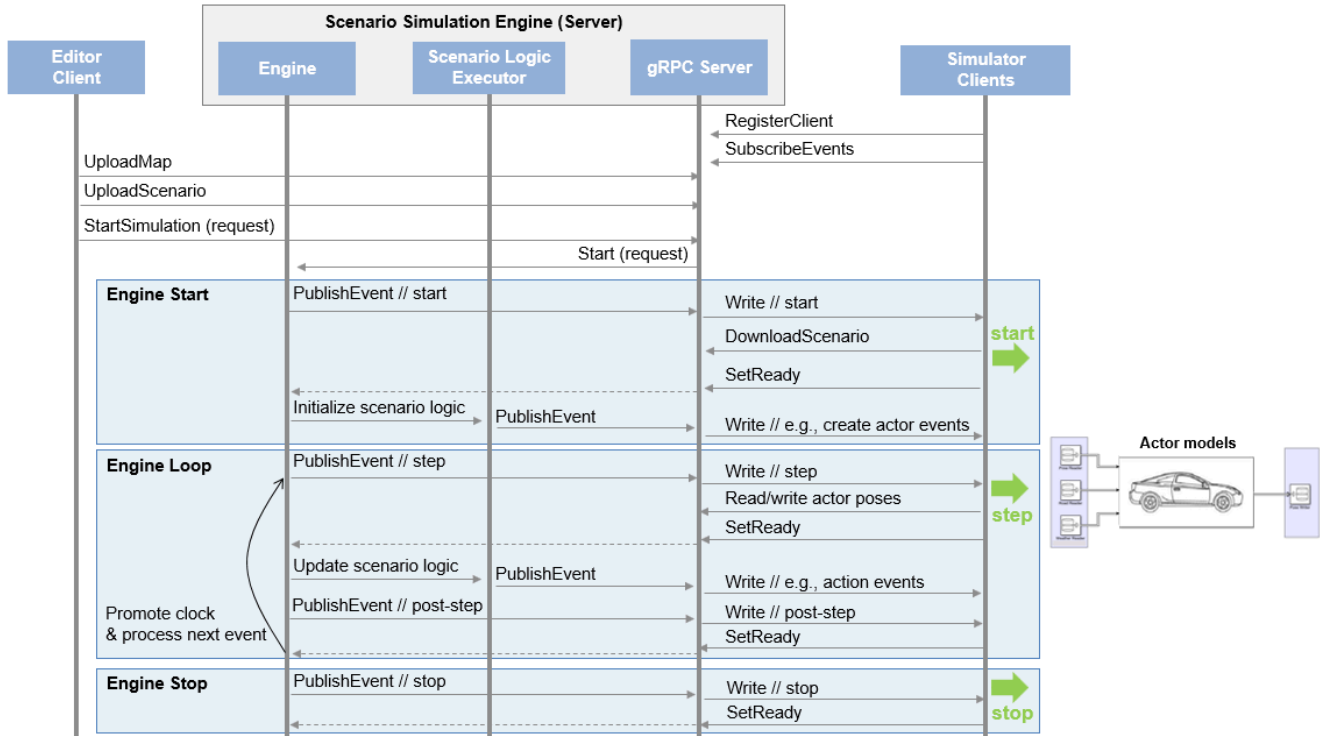 Scenario Simulation Engine (Server)
Editor
Client
Engine
Scenario Logic
Executor
gRPC Server
Simulator
Clients
RegisterClient
SubscribeEvents
UploadMap
UploadScenario
StartSimulation (request)
Start (request)
Engine Start
PublishEvent // start
Write // start
DownloadScenario
start
SetReady
Initialize scenario logic
PublishEvent
Write // e.g., create actor events
Engine Loop
PublishEvent // step
Write // step
Read/write actor poses
step
SetReady
Update scenario logic
PublishEvent
Write // e.g., action events
PublishEvent // post-step
Write // post-step
Promote clock
& process next event
SetReady
Actor models
Engine Stop
PublishEvent // stop
Write // stop
SetReady
stop